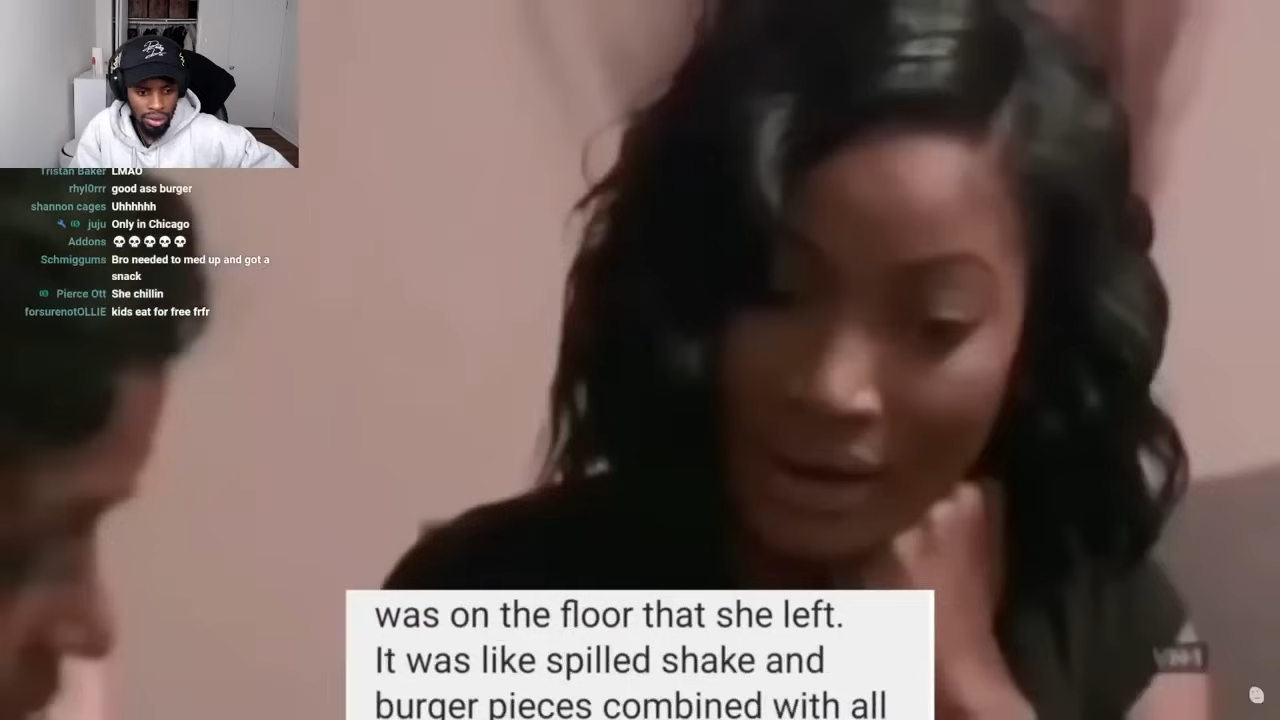 Tristan Baker LMAO
rhyl0rrr good ass burger
shannon cages Uhhhhhh
juju Only in Chicago
Addons 💀💀💀💀💀
Schmiggums Bro needed to med up and got a
snack
Pierce Ott She chillin
forsurenotOLLIE kids eat for free frfr
was on the floor that she left.
It was like spilled shake and
burger pieces combined with all